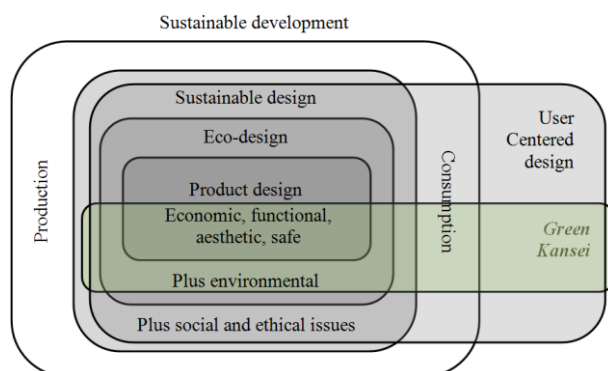 Sustainable development
Production
Sustainable design
Eco-design
Product design
Economic, functional,
aesthetic, safe
Plus environmental
Plus social and ethical issues
Consumption
User
Centered
design
Green
Kansei